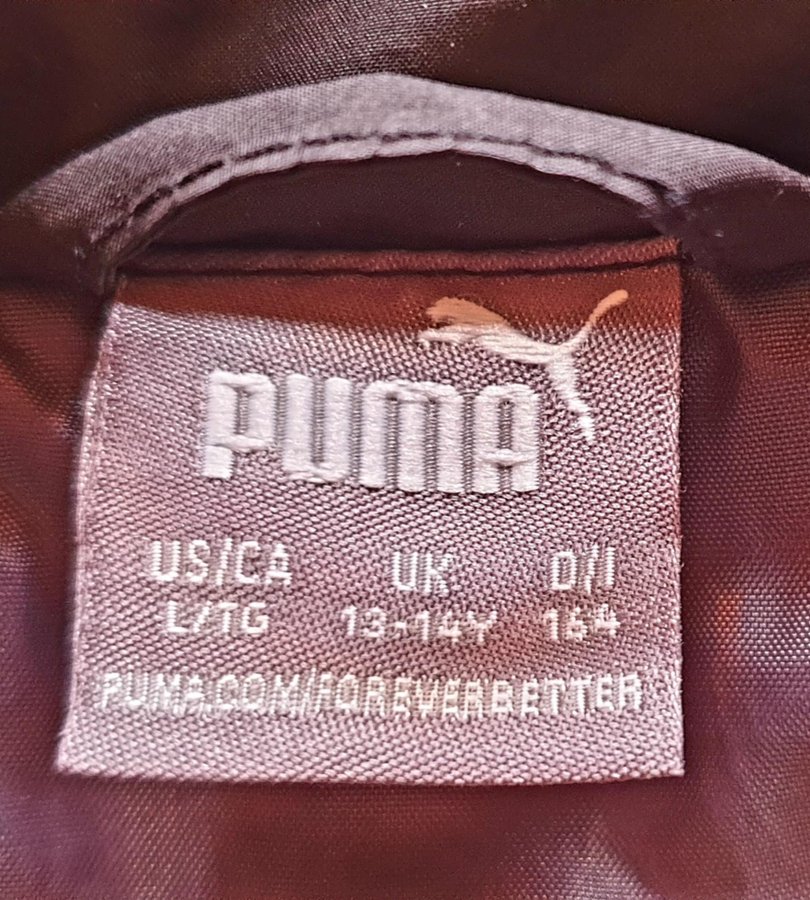 PUMA
US/CA UK D/I
L/TG 13-14Y 164
PUMA.COM/FOREVERBETTER